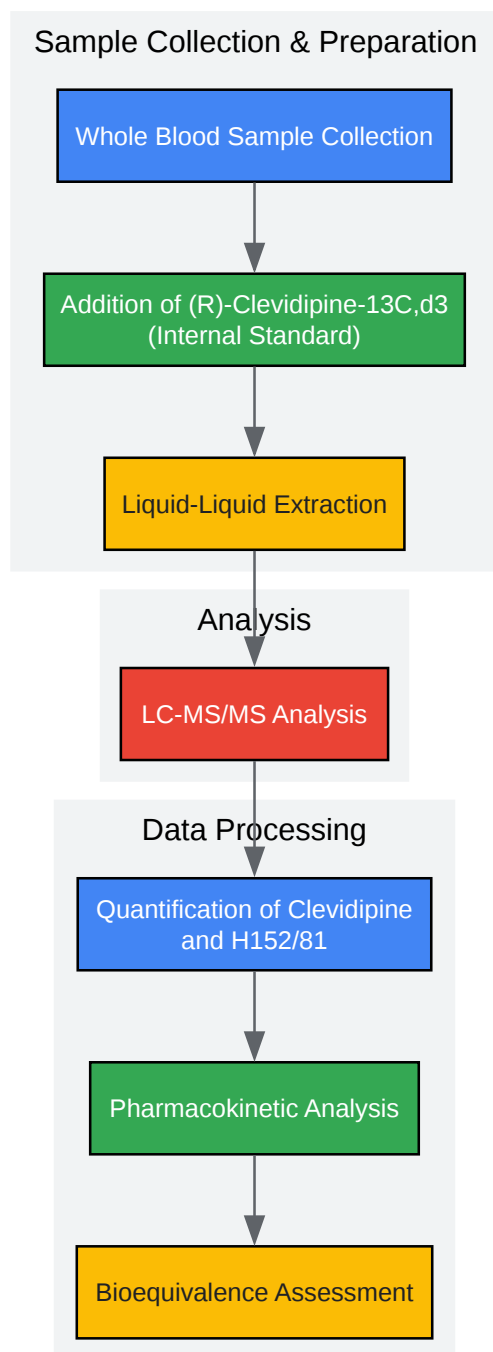 Sample Collection & Preparation
Whole Blood Sample Collection
Addition of (R)-Clevidipine-13C,d3
(Internal Standard)
Liquid-Liquid Extraction
Analysis
LC-MS/MS Analysis
Data Processing
Quantification of Clevidipine
and H152/81
Pharmacokinetic Analysis
Bioequivalence Assessment